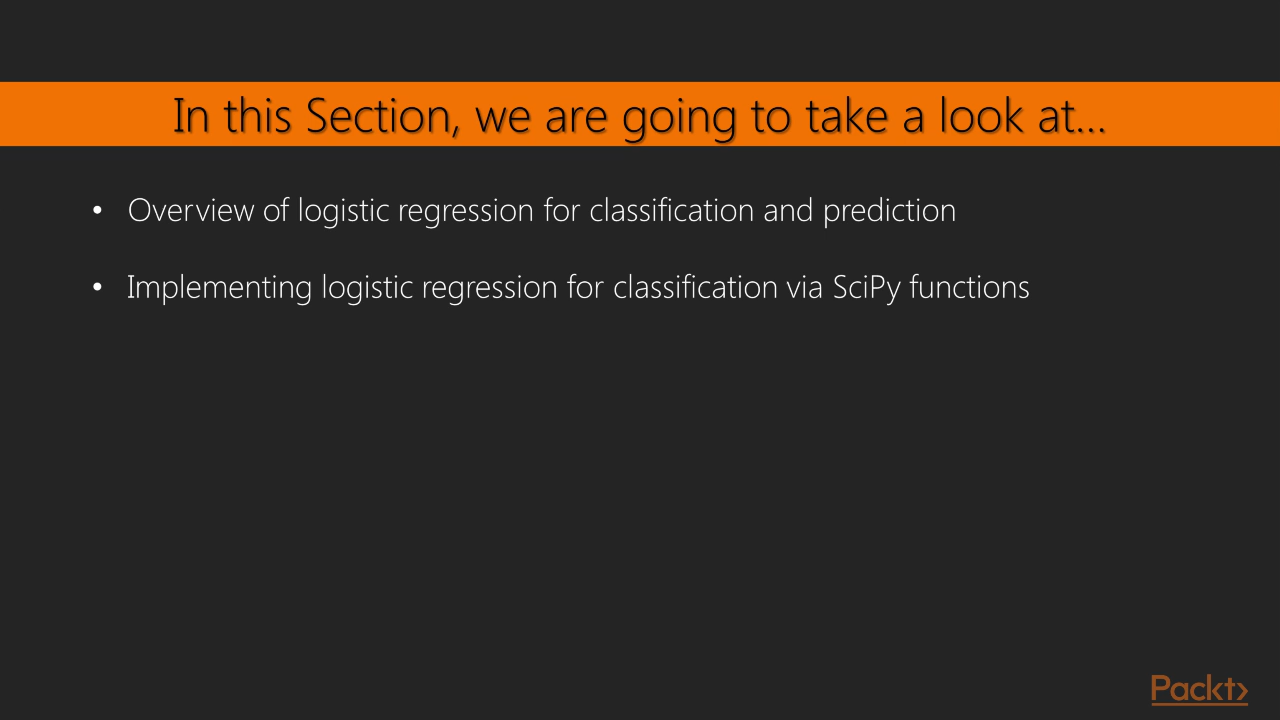 In this Section, we are going to take a look at...
• Overview of logistic regression for classification and prediction
• Implementing logistic regression for classification via SciPy functions
Packt>